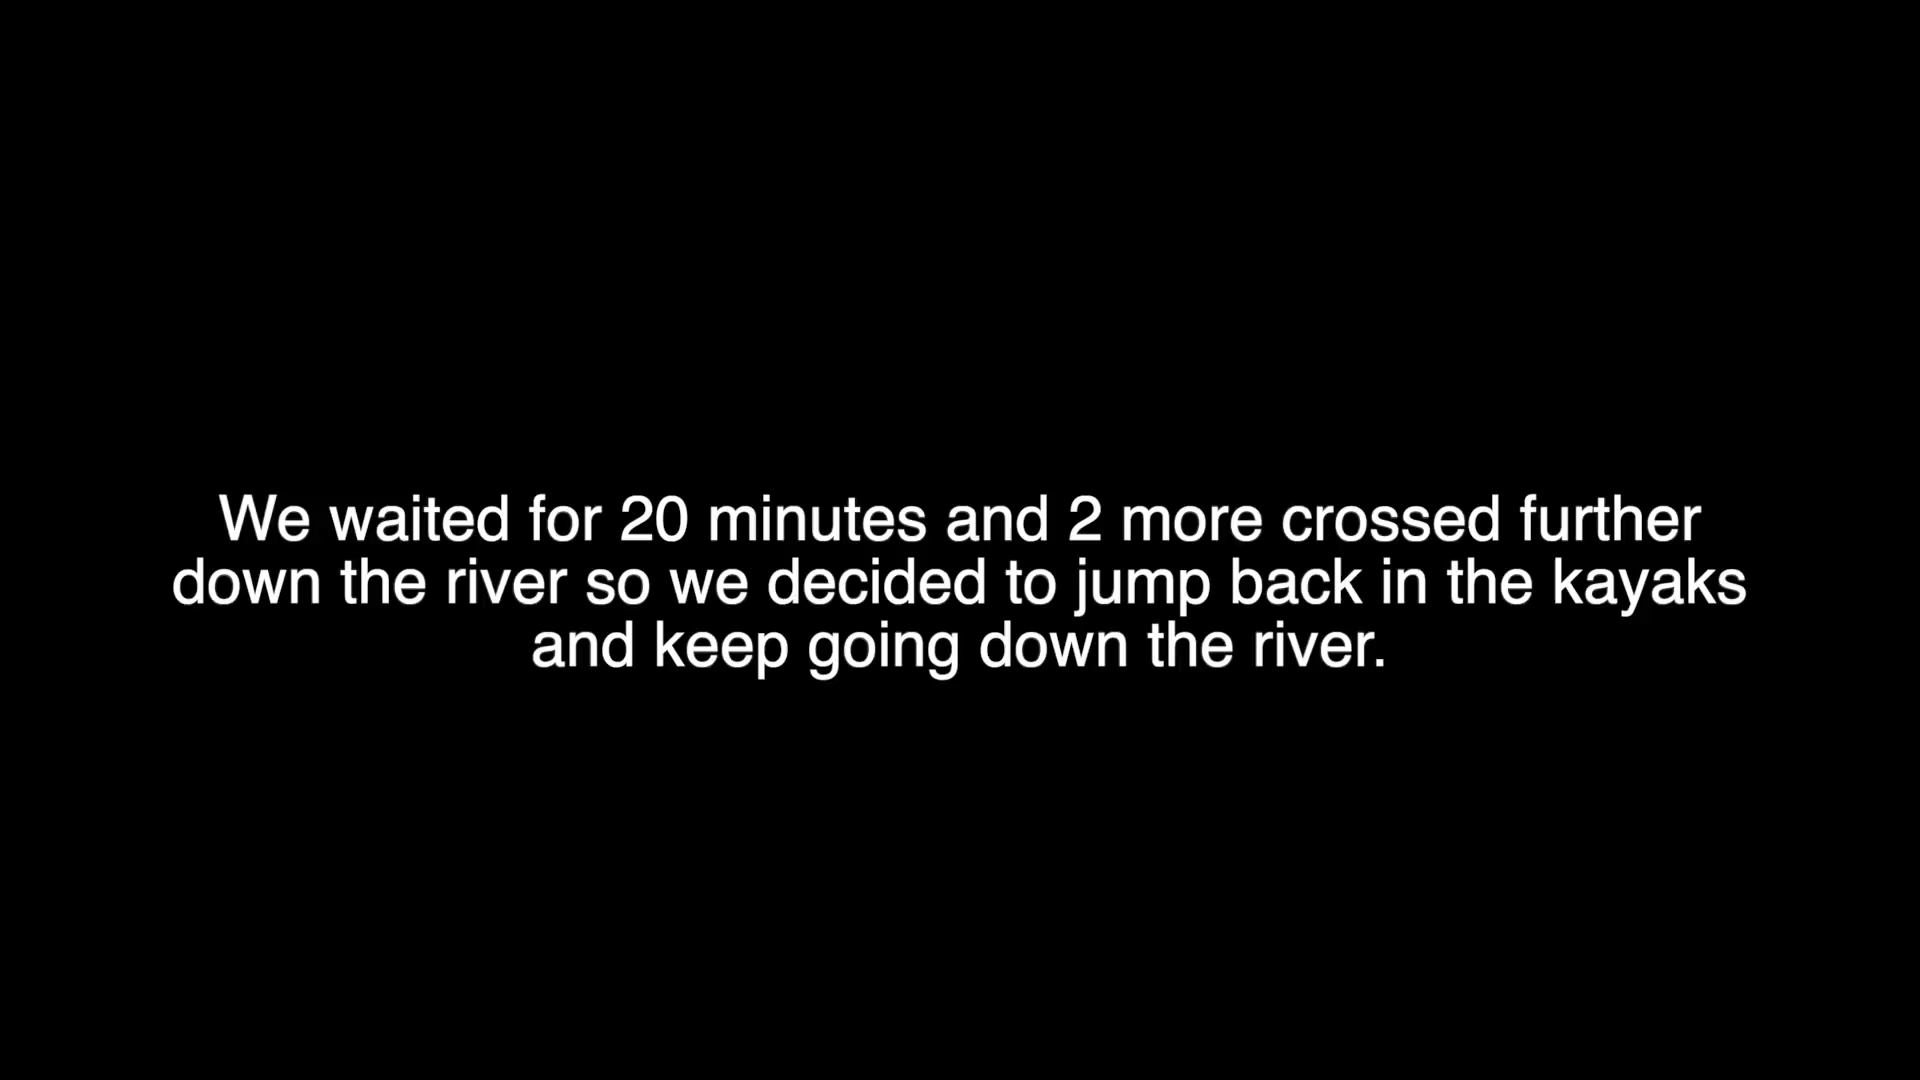 We waited for 20 minutes and 2 more crossed further
down the river so we decided to jump back in the kayaks
and keep going down the river.